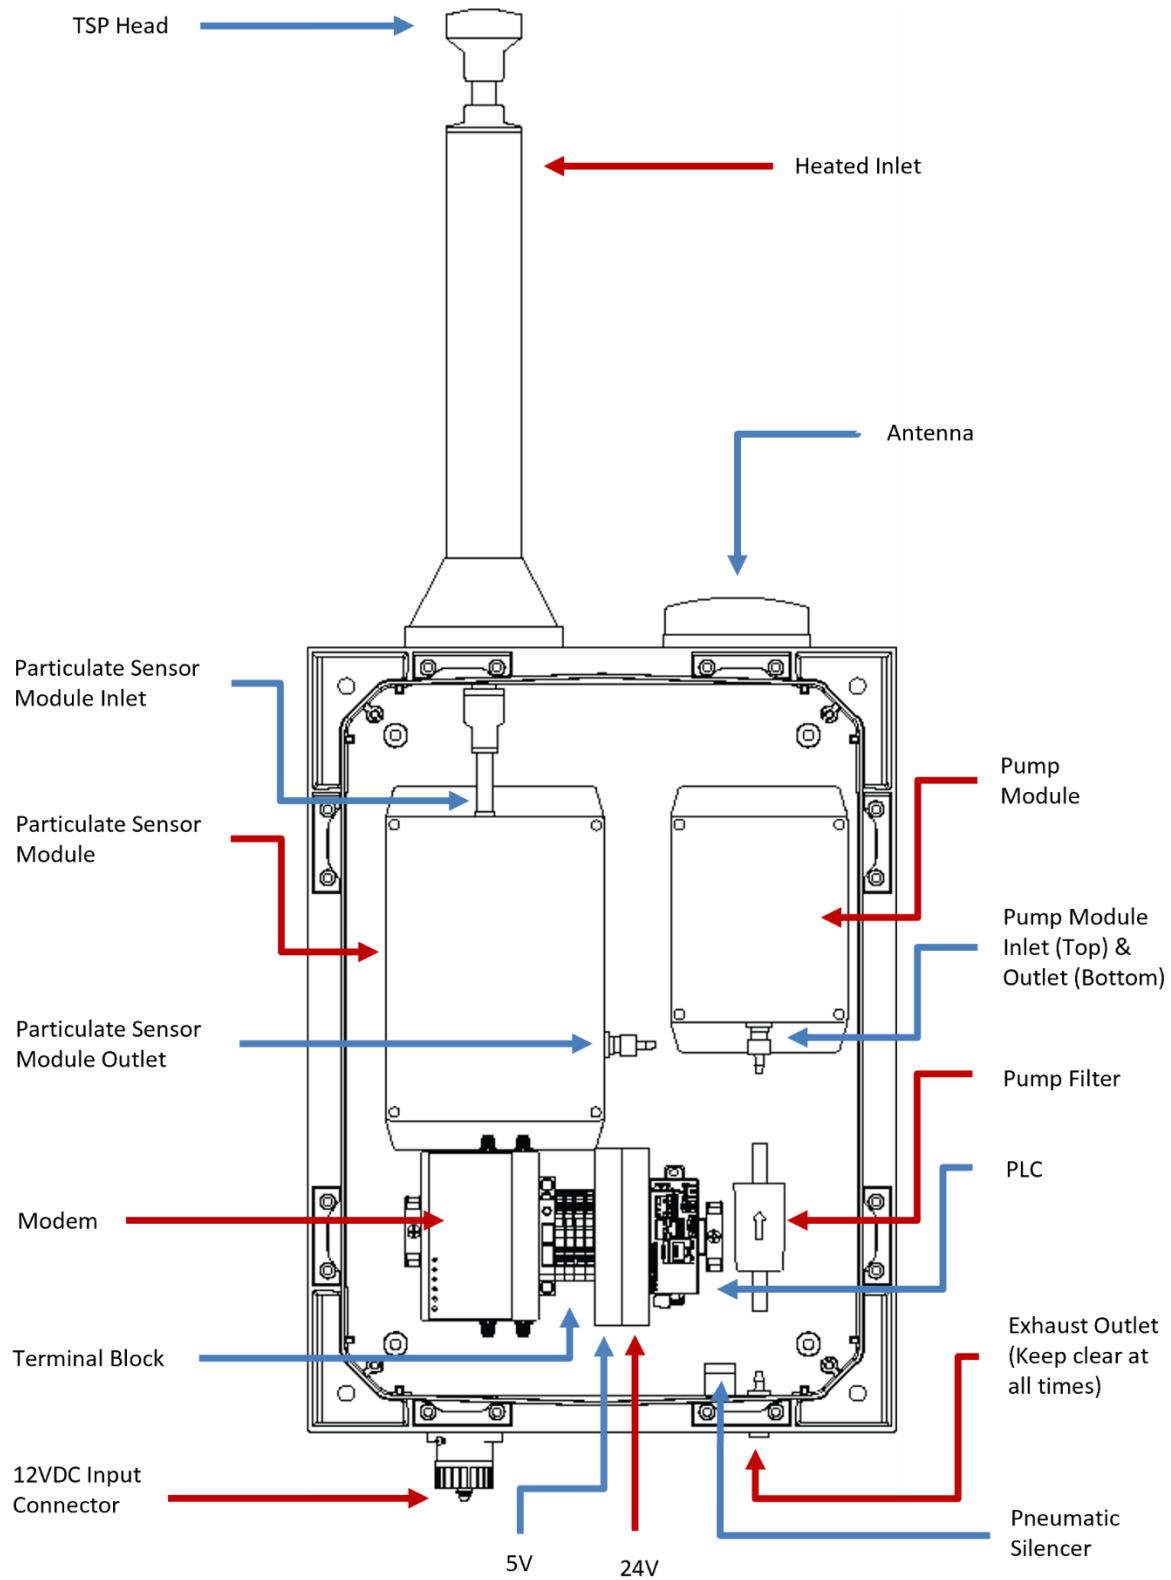 TSP Head
Heated Inlet
Antenna
Particulate Sensor
Module Inlet
Pump
Module
Particulate Sensor
Module
Pump Module
Inlet (Top) &
Outlet (Bottom)
Particulate Sensor
Module Outlet
Pump Filter
PLC
Modem
Exhaust Outlet
(Keep clear at
all times)
Terminal Block
12VDC Input
Connector
Pneumatic
Silencer
5V
24V